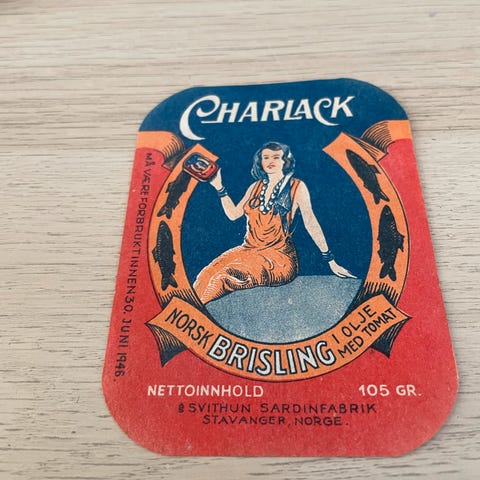 CHARLACK
MÅ VÆRE FORBRUKT INNEN 30. JUNI 1946.
NORSK BRISLING I OLJE
MED TOMAT
NETTOINNHOLD 105 GR.
SVITHUN SARDINFABRIK
STAVANGER, NORGE.